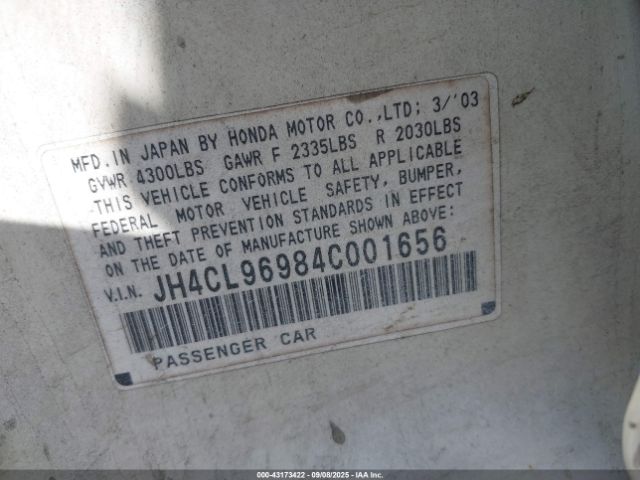 MFD. IN JAPAN BY HONDA MOTOR CO.,LTD; 3/'03
GVWR 4300LBS GAWR F 2335LBS R 2030LBS
THIS VEHICLE CONFORMS TO ALL APPLICABLE
FEDERAL MOTOR VEHICLE SAFETY, BUMPER,
AND THEFT PREVENTION STANDARDS IN EFFECT
ON THE DATE OF MANUFACTURE SHOWN ABOVE:
V.I.N. JH4CL96984C001656
PASSENGER CAR
000-43173422 - 09/08/2025 - IAAI.COM